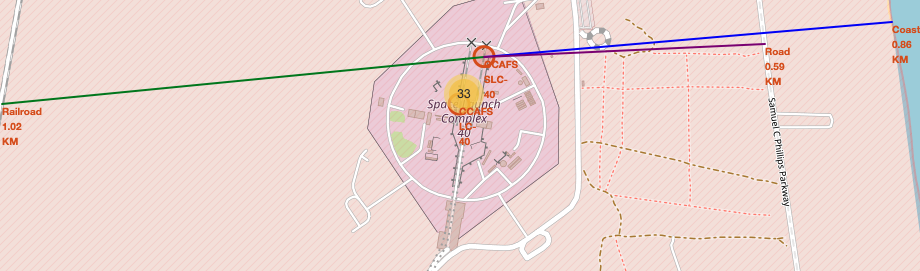 Coast
0.86
KM
Road
0.59
KM
CCAFS
SLC-
40
33
Space Launch
Complex
40
CCAFS
LC-
40
Railroad
1.02
KM
Samuel C Phillips Parkway